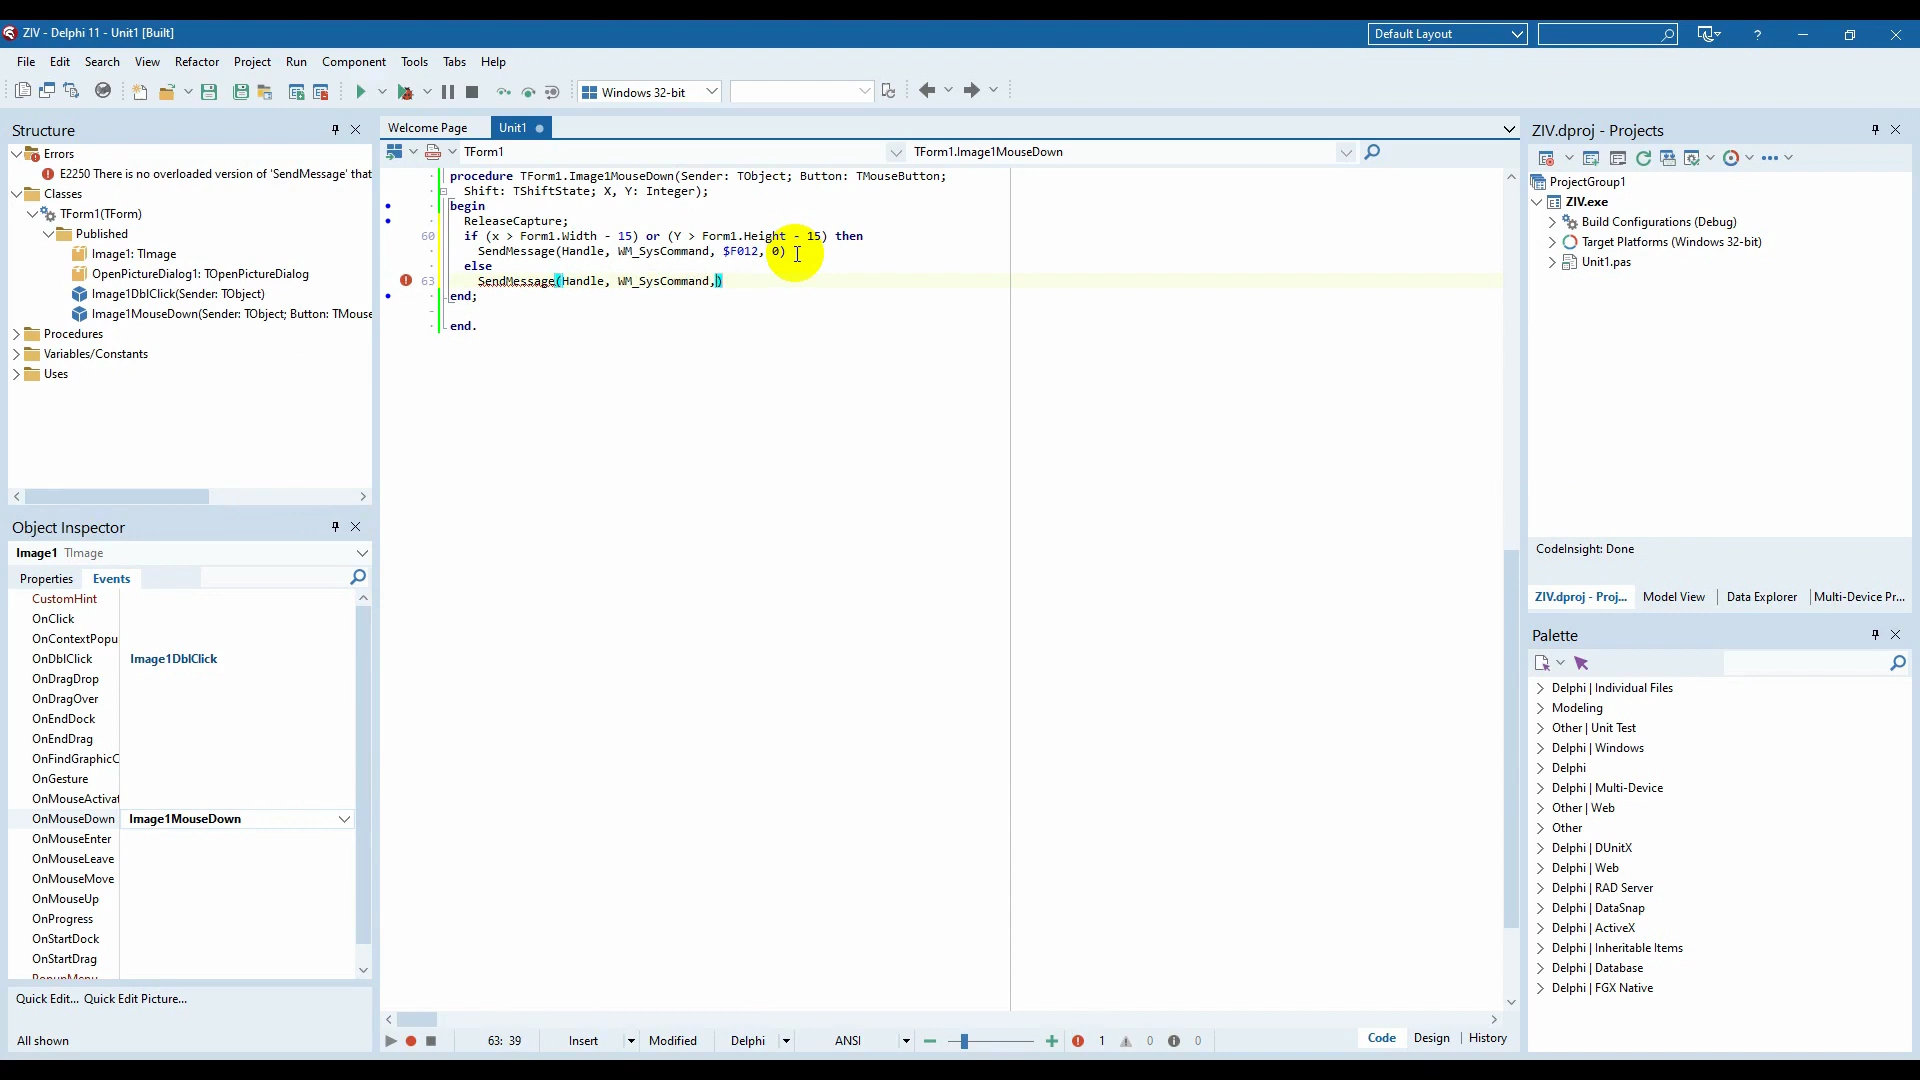 ZIV - Delphi 11 - Unit1 [Built]
Default Layout
?
File Edit Search View Refactor Project Run Component Tools Tabs Help
Windows 32-bit
Structure
Errors
E2250 There is no overloaded version of 'SendMessage' that
Classes
TForm1(TForm)
Published
Image1: TImage
OpenPictureDialog1: TOpenPictureDialog
Image1DblClick(Sender: TObject)
Image1MouseDown(Sender: TObject; Button: TMouse
Procedures
Variables/Constants
Uses
Object Inspector
Image1 TImage
Properties Events
CustomHint
OnClick
OnContextPopu
OnDblClick Image1DblClick
OnDragDrop
OnDragOver
OnEndDock
OnEndDrag
OnFindGraphicC
OnGesture
OnMouseActivat
OnMouseDown Image1MouseDown
OnMouseEnter
OnMouseLeave
OnMouseMove
OnMouseUp
OnProgress
OnStartDock
OnStartDrag
PopupMenu
Quick Edit... Quick Edit Picture...
All shown
Welcome Page Unit1
TForm1 TForm1.Image1MouseDown
procedure TForm1.Image1MouseDown(Sender: TObject; Button: TMouseButton;
Shift: TShiftState; X, Y: Integer);
begin
ReleaseCapture;
60 if (x > Form1.Width - 15) or (Y > Form1.Height - 15) then
SendMessage(Handle, WM_SysCommand, $F012, 0)
else
63 SendMessage(Handle, WM_SysCommand,)
end;
end.
63: 39 Insert Modified Delphi ANSI 1 0 0 Code Design History
ZIV.dproj - Projects
ProjectGroup1
ZIV.exe
Build Configurations (Debug)
Target Platforms (Windows 32-bit)
Unit1.pas
CodeInsight: Done
ZIV.dproj - Proj... Model View Data Explorer Multi-Device Pr...
Palette
Delphi | Individual Files
Modeling
Other | Unit Test
Delphi | Windows
Delphi
Delphi | Multi-Device
Other | Web
Other
Delphi | DUnitX
Delphi | Web
Delphi | RAD Server
Delphi | DataSnap
Delphi | ActiveX
Delphi | Inheritable Items
Delphi | Database
Delphi | FGX Native